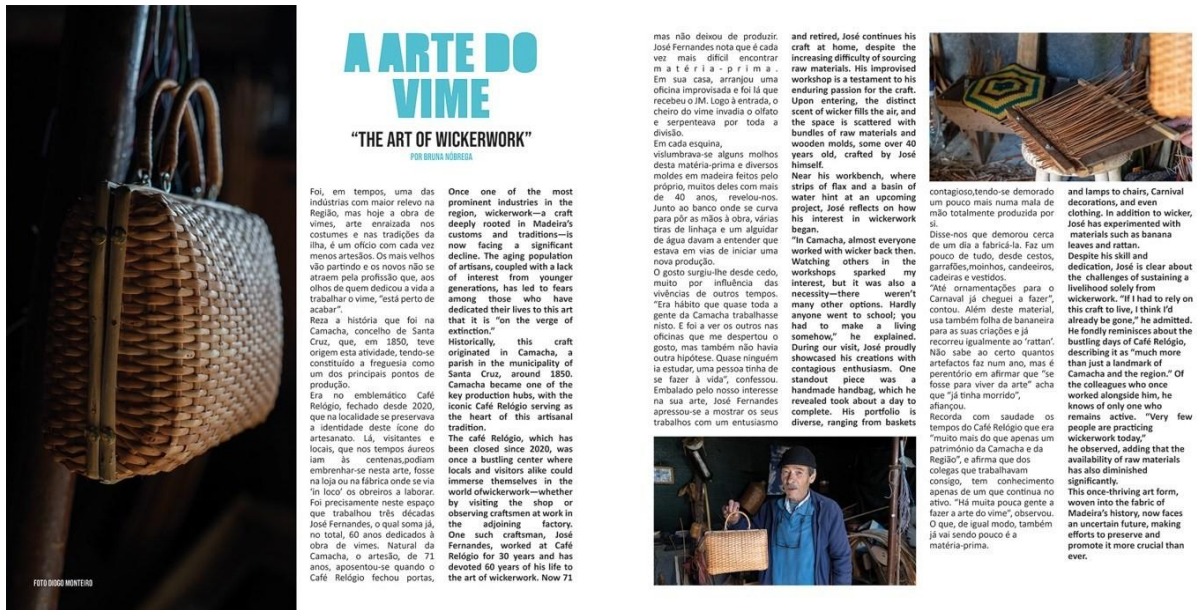 A ARTE DO
VIME
“THE ART OF WICKERWORK”
POR BRUNA NÓBREGA
Foi, em tempos, uma das
indústrias com maior relevo na
Região, mas hoje a obra de
vimes, arte enraizada nos
costumes e nas tradições da
ilha, é um ofício com cada vez
menos artesãos. Os mais velhos
vão partindo e os novos não se
atraem pela profissão que, aos
olhos de quem dedicou a vida a
trabalhar o vime, “está perto de
acabar”.
Reza a história que foi na
Camacha, concelho de Santa
Cruz, que, em 1850, teve
origem esta atividade, tendo-se
constituído a freguesia como
um dos principais pontos de
produção.
Era no emblemático Café
Relógio, fechado desde 2020,
que na localidade se preservava
a identidade deste ícone do
artesanato. Lá, visitantes e
locais, que nos tempos áureos
iam às centenas,podiam
embrenhar-se nesta arte, fosse
na loja ou na fábrica onde se via
‘in loco’ os obreiros a laborar.
Foi precisamente neste espaço
que trabalhou três décadas
José Fernandes, o qual soma já,
no total, 60 anos dedicados à
obra de vimes. Natural da
Camacha, o artesão, de 71
anos, aposentou-se quando o
Café Relógio fechou portas,
Once one of the most
prominent industries in the
region, wickerwork—a craft
deeply rooted in Madeira’s
customs and traditions—is
now facing a significant
decline. The aging population
of artisans, coupled with a lack
of interest from younger
generations, has led to fears
among those who have
dedicated their lives to this art
that it is “on the verge of
extinction.”
Historically, this craft
originated in Camacha, a
parish in the municipality of
Santa Cruz, around 1850.
Camacha became one of the
key production hubs, with the
iconic Café Relógio serving as
the heart of this artisanal
tradition.
The café Relógio, which has
been closed since 2020, was
once a bustling center where
locals and visitors alike could
immerse themselves in the
world ofwickerwork—whether
by visiting the shop or
observing craftsmen at work in
the adjoining factory.
One such craftsman, José
Fernandes, worked at Café
Relógio for 30 years and has
devoted 60 years of his life to
the art of wickerwork. Now 71
FOTO DIOGO MONTEIRO
mas não deixou de produzir.
José Fernandes nota que é cada
vez mais difícil encontrar
matéria-prima.
Em sua casa, arranjou uma
oficina improvisada e foi lá que
recebeu o JM. Logo à entrada, o
cheiro do vime invadia o olfato
e serpenteava por toda a
divisão.
Em cada esquina,
vislumbrava-se alguns molhos
desta matéria-prima e diversos
moldes em madeira feitos pelo
próprio, muitos deles com mais
de 40 anos, revelou-nos.
Junto ao banco onde se curva
para pôr as mãos à obra, várias
tiras de linhaça e um alguidar
de água davam a entender que
estava em vias de iniciar uma
nova produção.
O gosto surgiu-lhe desde cedo,
muito por influência das
vivências de outros tempos.
“Era hábito que quase toda a
gente da Camacha trabalhasse
nisto. E foi a ver os outros nas
oficinas que me despertou o
gosto, mas também não havia
outra hipótese. Quase ninguém
ia estudar, uma pessoa tinha de
se fazer à vida”, confessou.
Embalado pelo nosso interesse
na sua arte, José Fernandes
apressou-se a mostrar os seus
trabalhos com um entusiasmo
and retired, José continues his
craft at home, despite the
increasing difficulty of sourcing
raw materials. His improvised
workshop is a testament to his
enduring passion for the craft.
Upon entering, the distinct
scent of wicker fills the air, and
the space is scattered with
bundles of raw materials and
wooden molds, some over 40
years old, crafted by José
himself.
Near his workbench, where
strips of flax and a basin of
water hint at an upcoming
project, José reflects on how
his interest in wickerwork
began.
“In Camacha, almost everyone
worked with wicker back then.
Watching others in the
workshops sparked my
interest, but it was also a
necessity—there weren’t
many other options. Hardly
anyone went to school; you
had to make a living
somehow,” he explained.
During our visit, José proudly
showcased his creations with
contagious enthusiasm. One
standout piece was a
handmade handbag, which he
revealed took about a day to
complete. His portfolio is
diverse, ranging from baskets
contagioso,tendo-se demorado
um pouco mais numa mala de
mão totalmente produzida por
si.
Disse-nos que demorou cerca
de um dia a fabricá-la. Faz um
pouco de tudo, desde cestos,
garrafões,moinhos, candeeiros,
cadeiras e vestidos.
“Até ornamentações para o
Carnaval já cheguei a fazer”,
contou. Além deste material,
usa também folha de bananeira
para as suas criações e já
recorreu igualmente ao ‘rattan’.
Não sabe ao certo quantos
artefactos faz num ano, mas é
perentório em afirmar que “se
fosse para viver da arte” acha
que “já tinha morrido”,
afiançou.
Recorda com saudade os
tempos do Café Relógio que era
“muito mais do que apenas um
património da Camacha e da
Região”, e afirma que dos
colegas que trabalhavam
consigo, tem conhecimento
apenas de um que continua no
ativo. “Há muita pouca gente a
fazer a arte do vime”, observou.
O que, de igual modo, também
já vai sendo pouco é a
matéria-prima.
and lamps to chairs, Carnival
decorations, and even
clothing. In addition to wicker,
José has experimented with
materials such as banana
leaves and rattan.
Despite his skill and
dedication, José is clear about
the challenges of sustaining a
livelihood solely from
wickerwork. “If I had to rely on
this craft to live, I think I’d
already be gone,” he admitted.
He fondly reminisces about the
bustling days of Café Relógio,
describing it as “much more
than just a landmark of
Camacha and the region.” Of
the colleagues who once
worked alongside him, he
knows of only one who
remains active. “Very few
people are practicing
wickerwork today,”
he observed, adding that the
availability of raw materials
has also diminished
significantly.
This once-thriving art form,
woven into the fabric of
Madeira’s history, now faces
an uncertain future, making
efforts to preserve and
promote it more crucial than
ever.